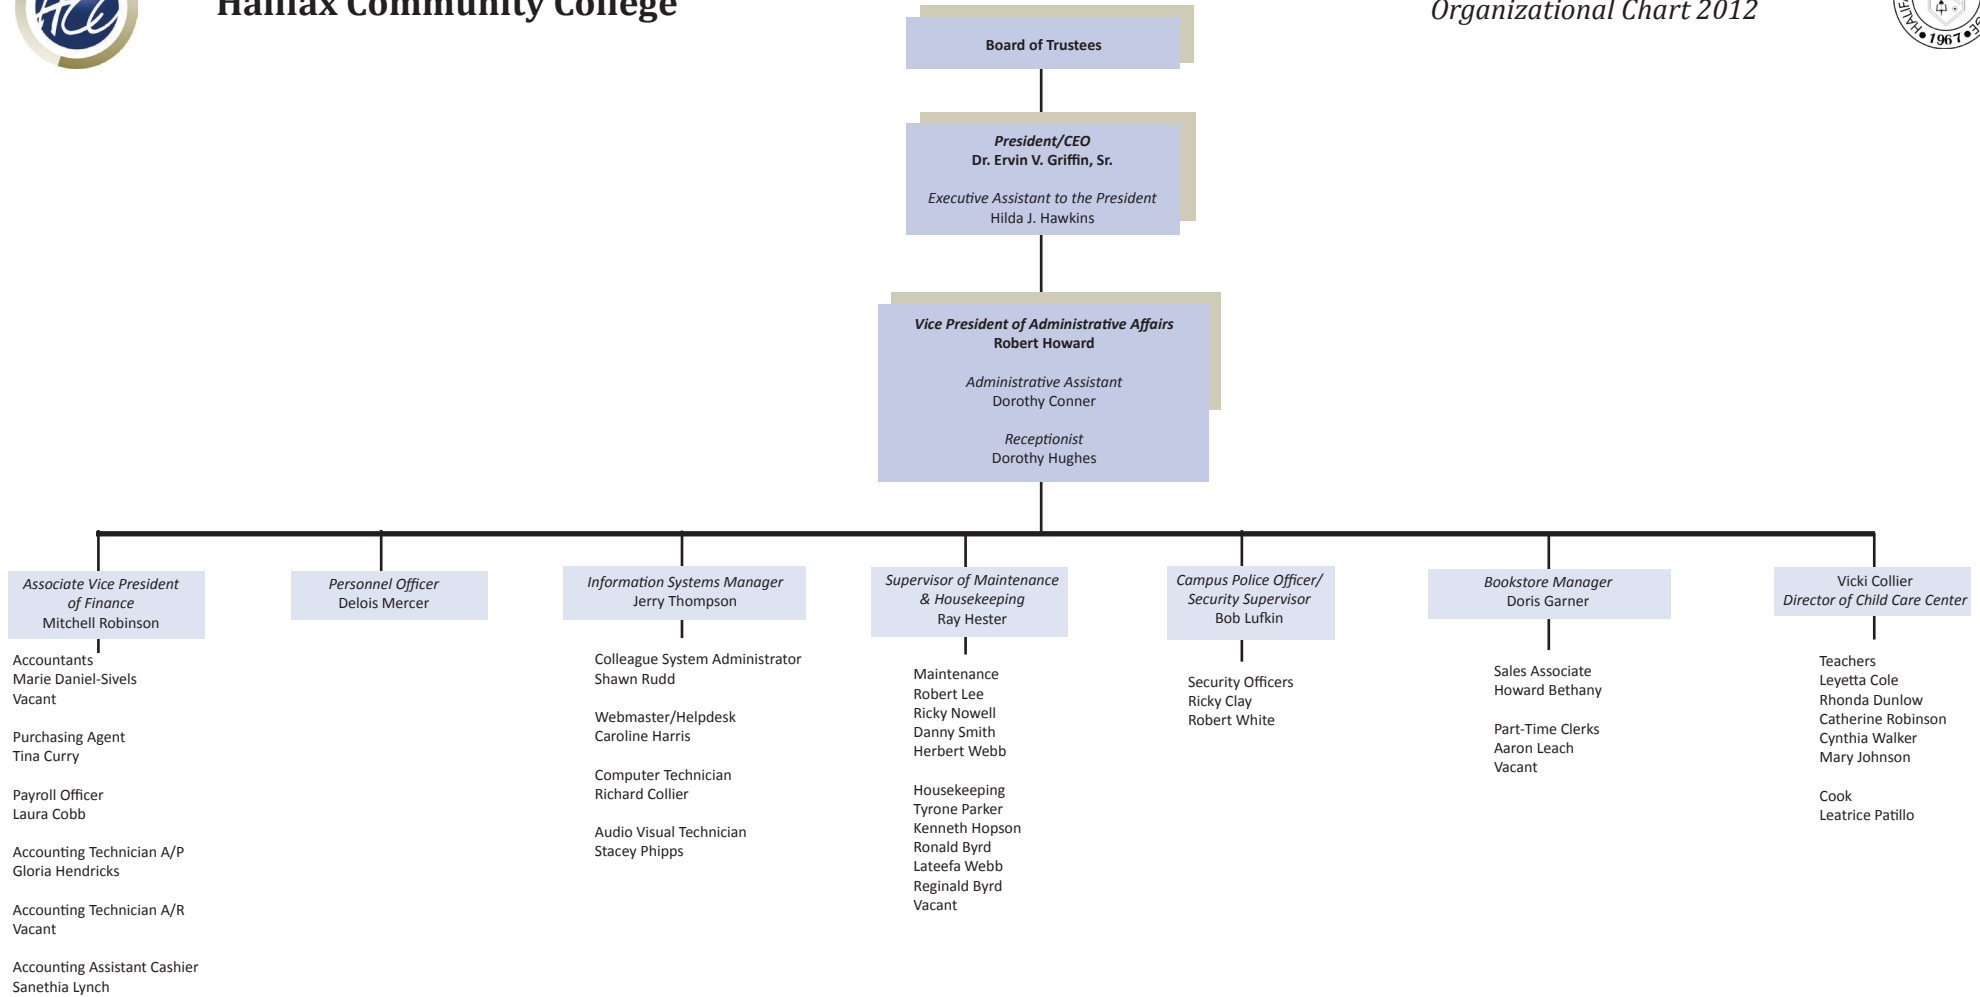 Halifax Community College
Organizational Chart 2012
1967
Board of Trustees
President/CEO
Dr. Ervin V. Griffin, Sr.
Executive Assistant to the President
Hilda J. Hawkins
Vice President of Administrative Affairs
Robert Howard
Administrative Assistant
Dorothy Conner
Receptionist
Dorothy Hughes
Associate Vice President
of Finance
Mitchell Robinson
Accountants
Marie Daniel-Sivels
Vacant
Purchasing Agent
Tina Curry
Payroll Officer
Laura Cobb
Accounting Technician A/P
Gloria Hendricks
Accounting Technician A/R
Vacant
Accounting Assistant Cashier
Sanethia Lynch
Personnel Officer
Delois Mercer
Information Systems Manager
Jerry Thompson
Colleague System Administrator
Shawn Rudd
Webmaster/Helpdesk
Caroline Harris
Computer Technician
Richard Collier
Audio Visual Technician
Stacey Phipps
Supervisor of Maintenance
& Housekeeping
Ray Hester
Maintenance
Robert Lee
Ricky Nowell
Danny Smith
Herbert Webb
Housekeeping
Tyrone Parker
Kenneth Hopson
Ronald Byrd
Lateefa Webb
Reginald Byrd
Vacant
Campus Police Officer/
Security Supervisor
Bob Lufkin
Security Officers
Ricky Clay
Robert White
Bookstore Manager
Doris Garner
Sales Associate
Howard Bethany
Part-Time Clerks
Aaron Leach
Vacant
Vicki Collier
Director of Child Care Center
Teachers
Leyetta Cole
Rhonda Dunlow
Catherine Robinson
Cynthia Walker
Mary Johnson
Cook
Leatrice Patillo